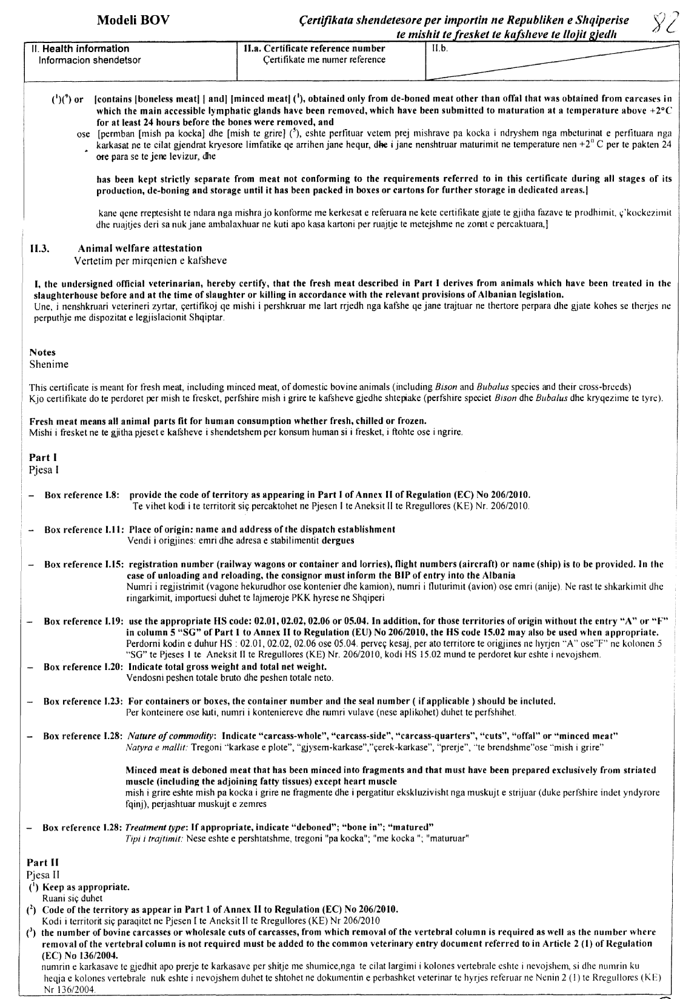 Modeli BOV
Çertifikata shendetesore per importin ne Republiken e Shqiperise
te mishit te fresket te kafsheve te llojit gjedh
82
II. Health information
Informacion shendetsor
II.a. Certificate reference number
Çertifikate me numer reference
II.b.
(¹)(⁹) or [contains [boneless meat] [ and] [minced meat] (¹), obtained only from de-boned meat other than offal that was obtained from carcases in
which the main accessible lymphatic glands have been removed, which have been submitted to maturation at a temperature above +2°C
for at least 24 hours before the bones were removed, and
ose [permban [mish pa kocka] dhe [mish te grire] (⁵), eshte perfituar vetem prej mishrave pa kocka i ndryshem nga mbeturinat e perfituara nga
karkasat ne te cilat gjendrat kryesore limfatike qe arrihen jane hequr, dhe i jane nenshtruar maturimit ne temperature nen +2⁰ C per te pakten 24
ore para se te jene levizur, dhe
has been kept strictly separate from meat not conforming to the requirements referred to in this certificate during all stages of its
production, de-boning and storage until it has been packed in boxes or cartons for further storage in dedicated areas.]
kane qene rreptesisht te ndara nga mishra jo konforme me kerkesat e referuara ne kete certifikate gjate te gjitha fazave te prodhimit, ç'kockezimit
dhe ruajtjes deri sa nuk jane ambalaxhuar ne kuti apo kasa kartoni per ruajtje te metejshme ne zonat e percaktuara,]
II.3. Animal welfare attestation
Vertetim per mirqenien e kafsheve
I, the undersigned official veterinarian, hereby certify, that the fresh meat described in Part I derives from animals which have been treated in the
slaughterhouse before and at the time of slaughter or killing in accordance with the relevant provisions of Albanian legislation.
Une, i nenshkruari veterineri zyrtar, çertifikoj qe mishi i pershkruar me lart rrjedh nga kafshe qe jane trajtuar ne thertore perpara dhe gjate kohes se therjes ne
perputhje me dispozitat e legjislacionit Shqiptar.
Notes
Shenime
This certificate is meant for fresh meat, including minced meat, of domestic bovine animals (including Bison and Bubalus species and their cross-breeds)
Kjo certifikate do te perdoret per mish te fresket, perfshire mish i grire te kafsheve gjedhe shtepiake (perfshire speciet Bison dhe Bubalus dhe kryqezime te tyre).
Fresh meat means all animal parts fit for human consumption whether fresh, chilled or frozen.
Mishi i fresket ne te gjitha pjeset e kafsheve i shendetshem per konsum human si i fresket, i ftohte ose i ngrire.
Part I
Pjesa I
– Box reference I.8: provide the code of territory as appearing in Part I of Annex II of Regulation (EC) No 206/2010.
Te vihet kodi i te territorit siç percaktohet ne Pjesen I te Aneksit II te Rregullores (KE) Nr. 206/2010.
– Box reference I.11: Place of origin: name and address of the dispatch establishment
Vendi i origjines: emri dhe adresa e stabilimentit dergues
– Box reference I.15: registration number (railway wagons or container and lorries), flight numbers (aircraft) or name (ship) is to be provided. In the
case of unloading and reloading, the consignor must inform the BIP of entry into the Albania
Numri i regjistrimit (vagone hekurudhor ose kontenier dhe kamion), numri i fluturimit (avion) ose emri (anije). Ne rast te shkarkimit dhe
ringarkimit, importuesi duhet te lajmeroje PKK hyrese ne Shqiperi
– Box reference I.19: use the appropriate HS code: 02.01, 02.02, 02.06 or 05.04. In addition, for those territories of origin without the entry “A” or “F”
in column 5 “SG” of Part 1 to Annex II to Regulation (EU) No 206/2010, the HS code 15.02 may also be used when appropriate.
Perdorni kodin e duhur HS : 02.01, 02.02, 02.06 ose 05.04. perveç kesaj, per ato territore te origjines ne hyrjen “A” ose”F” ne kolonen 5
“SG” te Pjeses 1 te Aneksit II te Rregullores (KE) Nr. 206/2010, kodi HS 15.02 mund te perdoret kur eshte i nevojshem.
– Box reference I.20: Indicate total gross weight and total net weight.
Vendosni peshen totale bruto dhe peshen totale neto.
– Box reference I.23: For containers or boxes, the container number and the seal number ( if applicable ) should be incluted.
Per konteinere ose kuti, numri i konteniereve dhe numri vulave (nese aplikohet) duhet te perfshihet.
– Box reference I.28: Nature of commodity: Indicate “carcass-whole”, “carcass-side”, “carcass-quarters”, “cuts”, “offal” or “minced meat”
Natyra e mallit: Tregoni “karkase e plote”, “gjysem-karkase”,”çerek-karkase”, “prerje”, “te brendshme”ose “mish i grire”
Minced meat is deboned meat that has been minced into fragments and that must have been prepared exclusively from striated
muscle (including the adjoining fatty tissues) except heart muscle
mish i grire eshte mish pa kocka i grire ne fragmente dhe i pergatitur ekskluzivisht nga muskujt e strijuar (duke perfshire indet yndyrore
fqinj), perjashtuar muskujt e zemres
– Box reference I.28: Treatment type: If appropriate, indicate “deboned”; “bone in”; “matured”
Tipi i trajtimit: Nese eshte e pershtatshme, tregoni "pa kocka"; "me kocka "; "maturuar"
Part II
Pjesa II
(¹) Keep as appropriate.
Ruani siç duhet
(²) Code of the territory as appear in Part 1 of Annex II to Regulation (EC) No 206/2010.
Kodi i territorit siç paraqitet ne Pjesen I te Aneksit II te Rregullores (KE) Nr 206/2010
(³) the number of bovine carcasses or wholesale cuts of carcasses, from which removal of the vertebral column is required as well as the number where
removal of the vertebral column is not required must be added to the common veterinary entry document referred to in Article 2 (1) of Regulation
(EC) No 136/2004.
numrin e karkasave te gjedhit apo prerje te karkasave per shitje me shumice,nga te cilat largimi i kolones vertebrale eshte i nevojshem, si dhe numrin ku
heqja e kolones vertebrale nuk eshte i nevojshem duhet te shtohet ne dokumentin e perbashket veterinar te hyrjes referuar ne Nenin 2 (1) te Rregullores (KE)
Nr 136/2004.